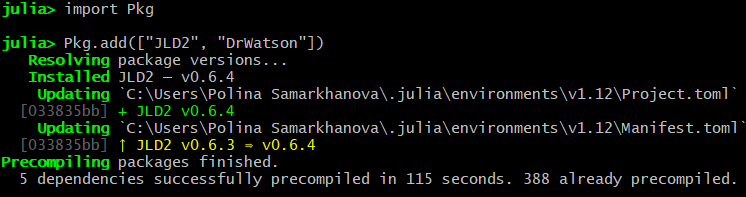 julia> import Pkg
julia> Pkg.add(["JLD2", "DrWatson"])
Resolving package versions...
Installed JLD2 ─ v0.6.4
Updating `C:\Users\Polina Samarkhanova\.julia\environments\v1.12\Project.toml`
[033835bb] + JLD2 v0.6.4
Updating `C:\Users\Polina Samarkhanova\.julia\environments\v1.12\Manifest.toml`
[033835bb] ↑ JLD2 v0.6.3 ⇒ v0.6.4
Precompiling packages finished.
5 dependencies successfully precompiled in 115 seconds. 388 already precompiled.